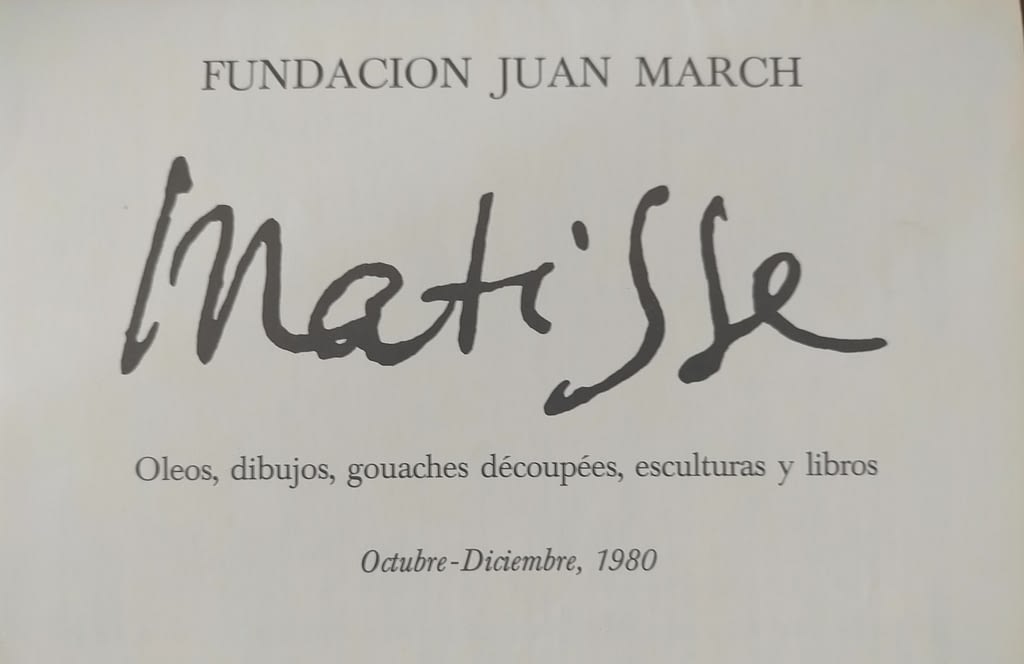 FUNDACION JUAN MARCH
Matisse
Oleos, dibujos, gouaches découpées, esculturas y libros
Octubre-Diciembre, 1980